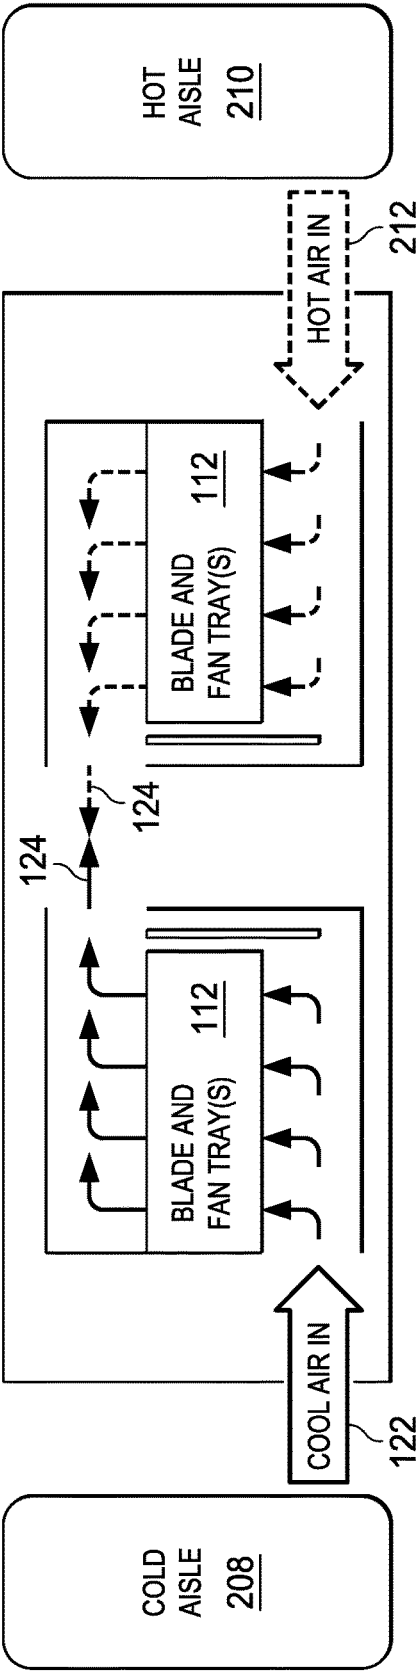 COLD
AISLE
208
COOL AIR IN
122
BLADE AND
FAN TRAY(S)
112
124
124
BLADE AND
FAN TRAY(S)
112
HOT AIR IN
212
HOT
AISLE
210